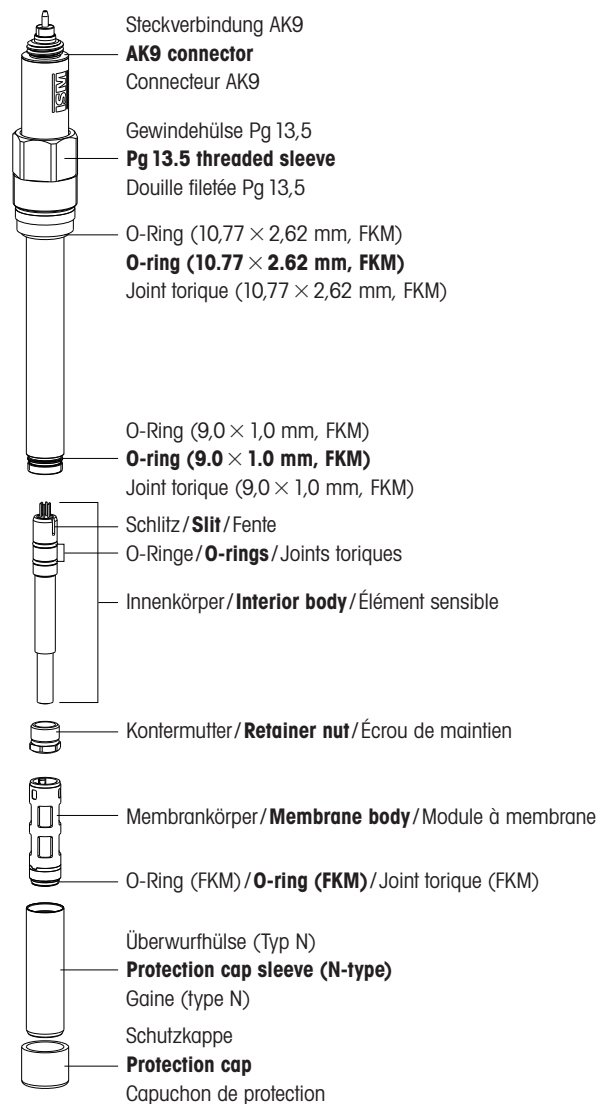 Steckverbindung AK9
AK9 connector
Connecteur AK9
ISM
Gewindehülse Pg 13,5
Pg 13.5 threaded sleeve
Douille filetée Pg 13,5
O-Ring (10,77 × 2,62 mm, FKM)
O-ring (10.77 × 2.62 mm, FKM)
Joint torique (10,77 × 2,62 mm, FKM)
O-Ring (9,0 × 1,0 mm, FKM)
O-ring (9.0 × 1.0 mm, FKM)
Joint torique (9,0 × 1,0 mm, FKM)
Schlitz / Slit / Fente
O-Ringe / O-rings / Joints toriques
Innenkörper / Interior body / Élément sensible
Kontermutter / Retainer nut / Écrou de maintien
Membrankörper / Membrane body / Module à membrane
O-Ring (FKM) / O-ring (FKM) / Joint torique (FKM)
Überwurfhülse (Typ N)
Protection cap sleeve (N-type)
Gaine (type N)
Schutzkappe
Protection cap
Capuchon de protection